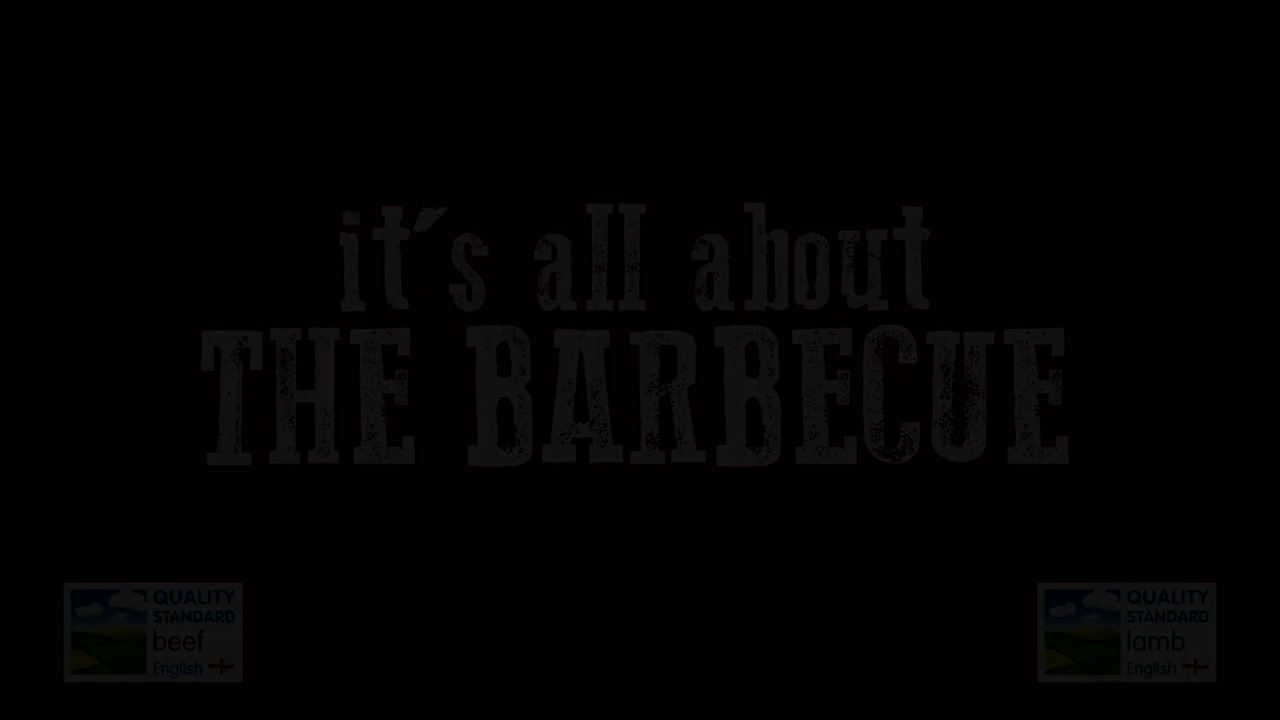 it's all about
THE BARBECUE
QUALITY
STANDARD
beef
English
QUALITY
STANDARD
lamb
English